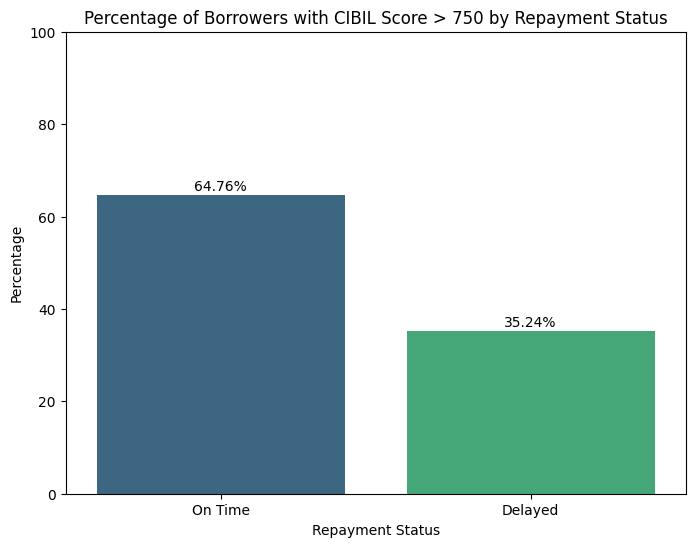 Percentage of Borrowers with CIBIL Score > 750 by Repayment Status
100
80
60
40
20
0
Percentage
64.76%
35.24%
On Time
Delayed
Repayment Status